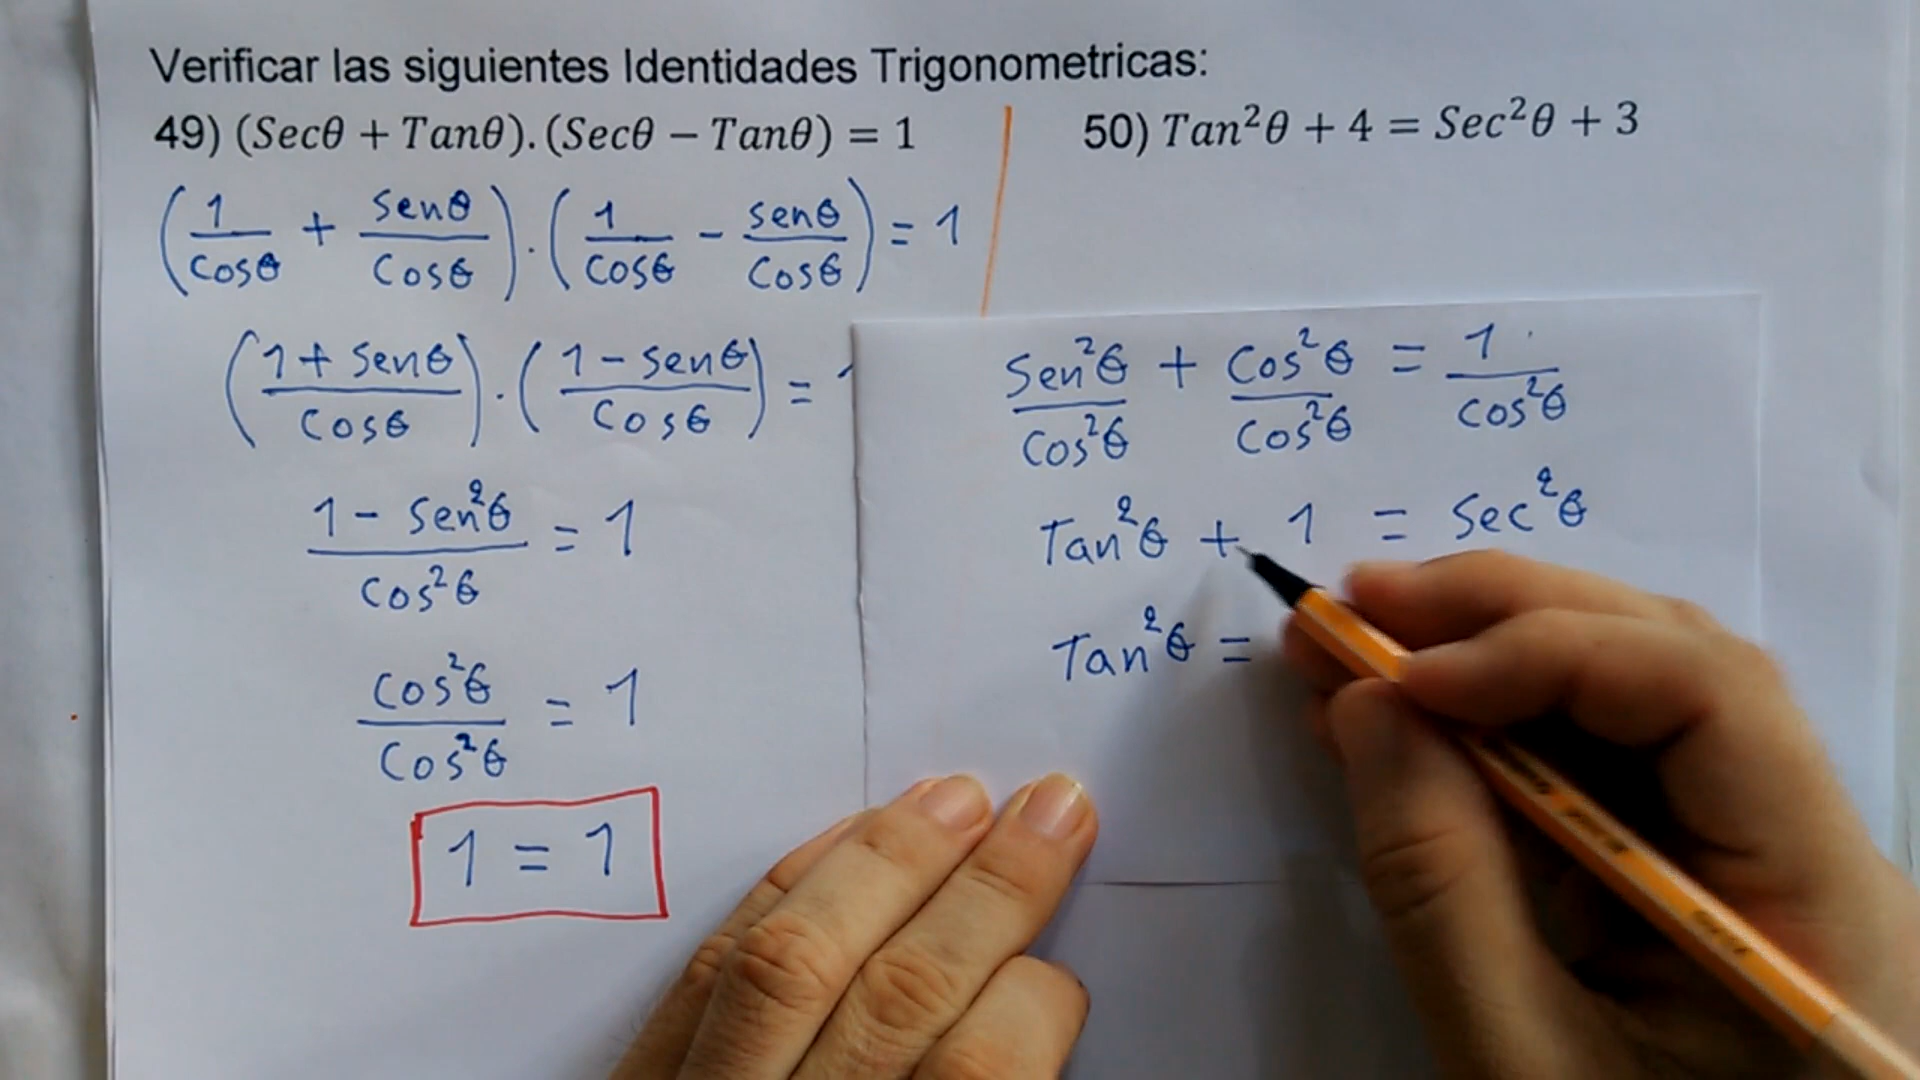 Verificar las siguientes Identidades Trigonometricas:
49) (Secθ + Tanθ).(Secθ − Tanθ) = 1
(1/Cosθ + senθ/Cosθ) · (1/Cosθ - senθ/Cosθ) = 1
(1 + Senθ/Cosθ) · (1 - senθ/Cosθ) = 1
1 - Sen²θ/Cos²θ = 1
Cos²θ/Cos²θ = 1
1 = 1
50) Tan²θ + 4 = Sec²θ + 3
Sen²θ/Cos²θ + Cos²θ/Cos²θ = 1/Cos²θ
Tan²θ + 1 = Sec²θ
Tan²θ =